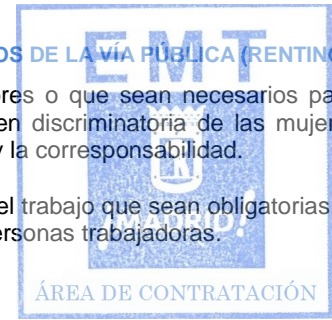 OS DE LA VÍA PÚBLICA (RENTING
EMT
ores o que sean necesarios pa
en discriminatoria de las mujer
y la corresponsabilidad.
el trabajo que sean obligatorias
ersonas trabajadoras.
¡MADRID!
ÁREA DE CONTRATACIÓN